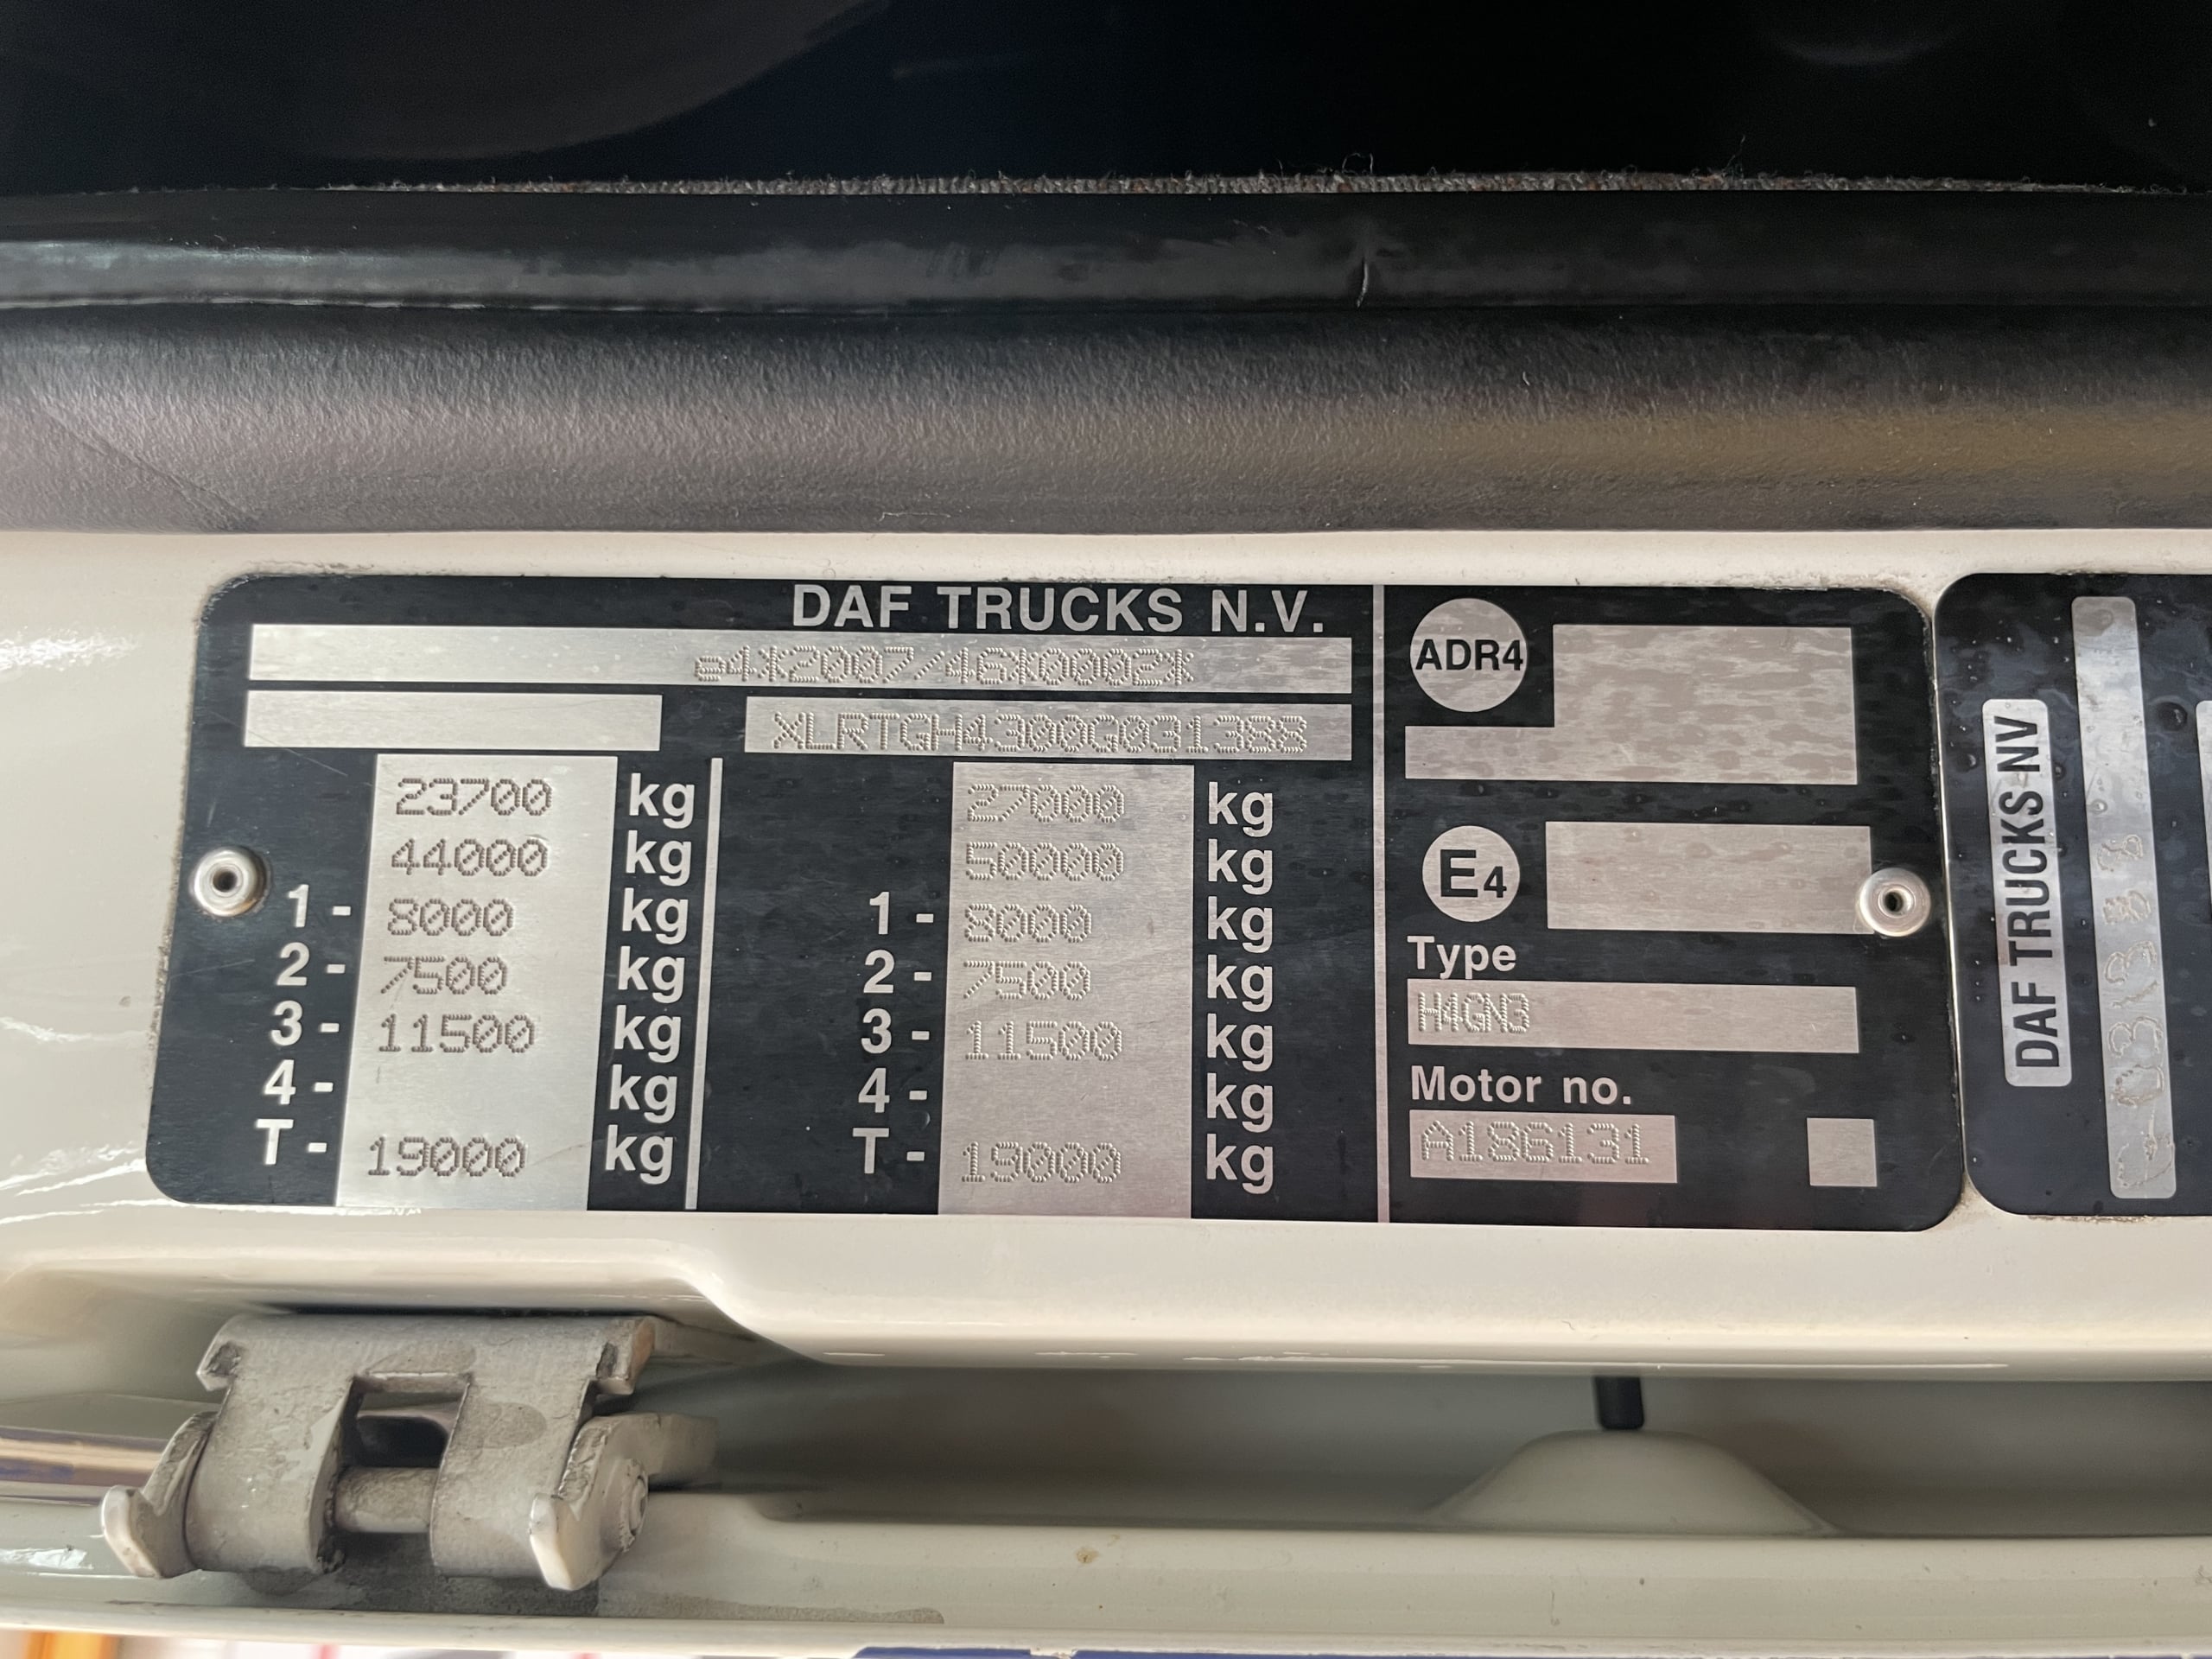 DAF TRUCKS N.V.
e4*2007/46*0002*
XLRTGH4300G031388
23700 kg
44000 kg
1 - 8000 kg
2 - 7500 kg
3 - 11500 kg
4 - kg
T - 19000 kg
27000 kg
50000 kg
1 - 8000 kg
2 - 7500 kg
3 - 11500 kg
4 - kg
T - 19000 kg
ADR4
E4
Type
H4GN3
Motor no.
A186131
DAF TRUCKS NV